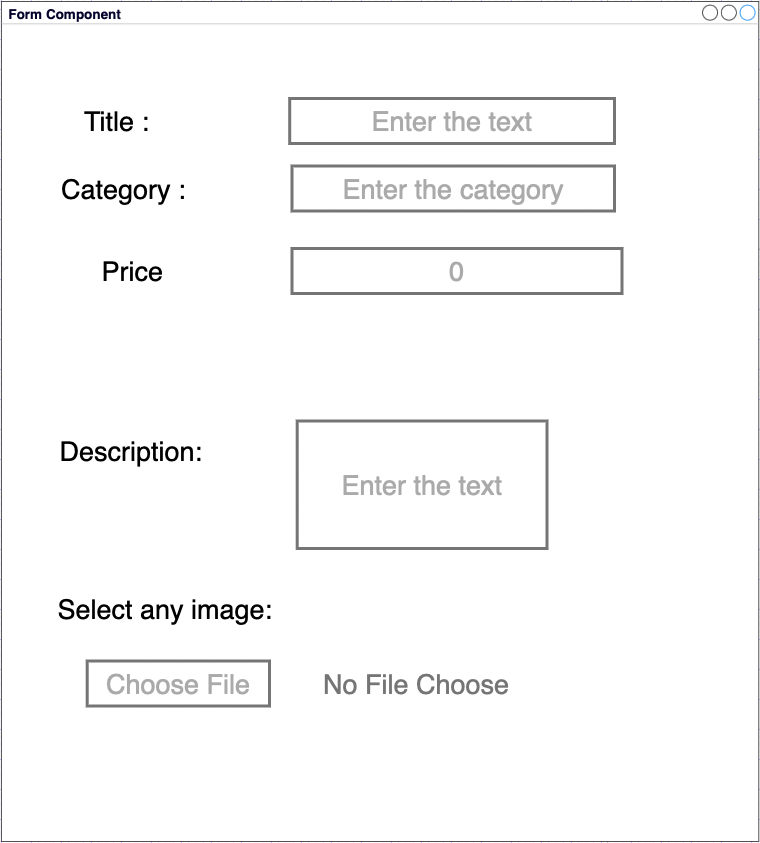 Form Component
Title : Enter the text
Category : Enter the category
Price 0
Description: Enter the text
Select any image:
Choose File No File Choose